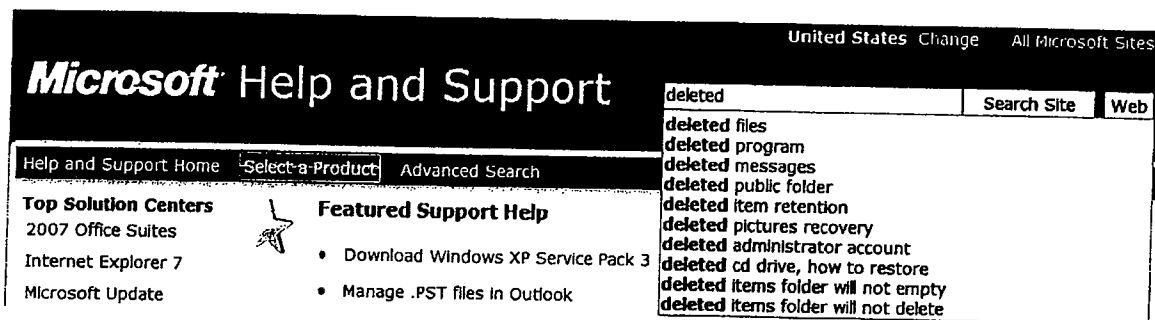 United States Change All Microsoft Sites
Microsoft Help and Support
deleted Search Site Web
deleted files
deleted program
deleted messages
deleted public folder
deleted item retention
deleted pictures recovery
deleted administrator account
deleted cd drive, how to restore
deleted items folder will not empty
deleted items folder will not delete
Help and Support Home Select a Product Advanced Search
Top Solution Centers
2007 Office Suites
Internet Explorer 7
Microsoft Update
Featured Support Help
• Download Windows XP Service Pack 3
• Manage .PST files in Outlook